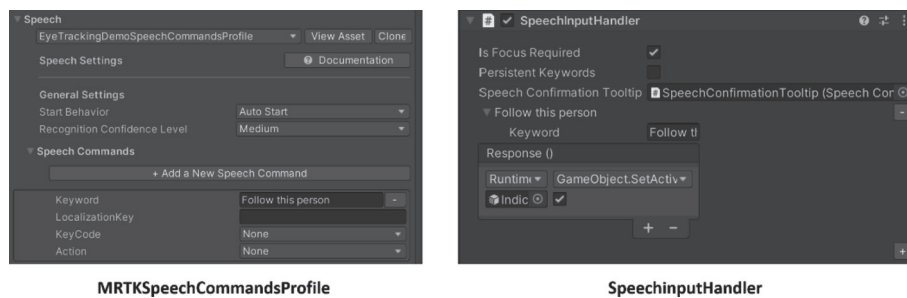 Speech
EyeTrackingDemoSpeechCommandsProfile View Asset Clone
Speech Settings Documentation
General Settings
Start Behavior Auto Start
Recognition Confidence Level Medium
Speech Commands
+ Add a New Speech Command
Keyword Follow this person -
LocalizationKey
KeyCode None
Action None
MRTKSpeechCommandsProfile
# SpeechInputHandler
Is Focus Required
Persistent Keywords
Speech Confirmation Tooltip # SpeechConfirmationTooltip (Speech Cor
Follow this person -
Keyword Follow tl
Response ()
Runtime GameObject.SetActiv
Indic
+ -
+
SpeechinputHandler